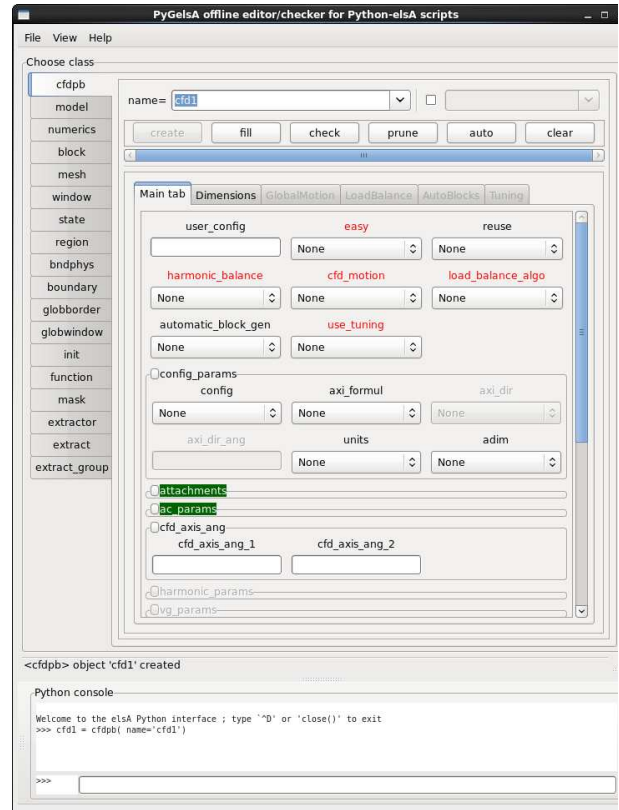 PyGelsA offline editor/checker for Python-elsA scripts
File View Help
Choose class
cfdpb
model
numerics
block
mesh
window
state
region
bndphys
boundary
globborder
globwindow
init
function
mask
extractor
extract
extract_group
name= cfd1
create fill check prune auto clear
Main tab Dimensions GlobalMotion LoadBalance AutoBlocks Tuning
user_config easy reuse
None None
harmonic_balance cfd_motion load_balance_algo
None None None
automatic_block_gen use_tuning
None None
config_params
config axi_formul axi_dir
None None None
axi_dir_ang units adim
None None
attachments
ac_params
cfd_axis_ang
cfd_axis_ang_1 cfd_axis_ang_2
harmonic_params
vg_params
<cfdpb> object 'cfd1' created
Python console
Welcome to the elsA Python interface ; type `^D' or 'close()' to exit
>>> cfd1 = cfdpb( name='cfd1')
>>>